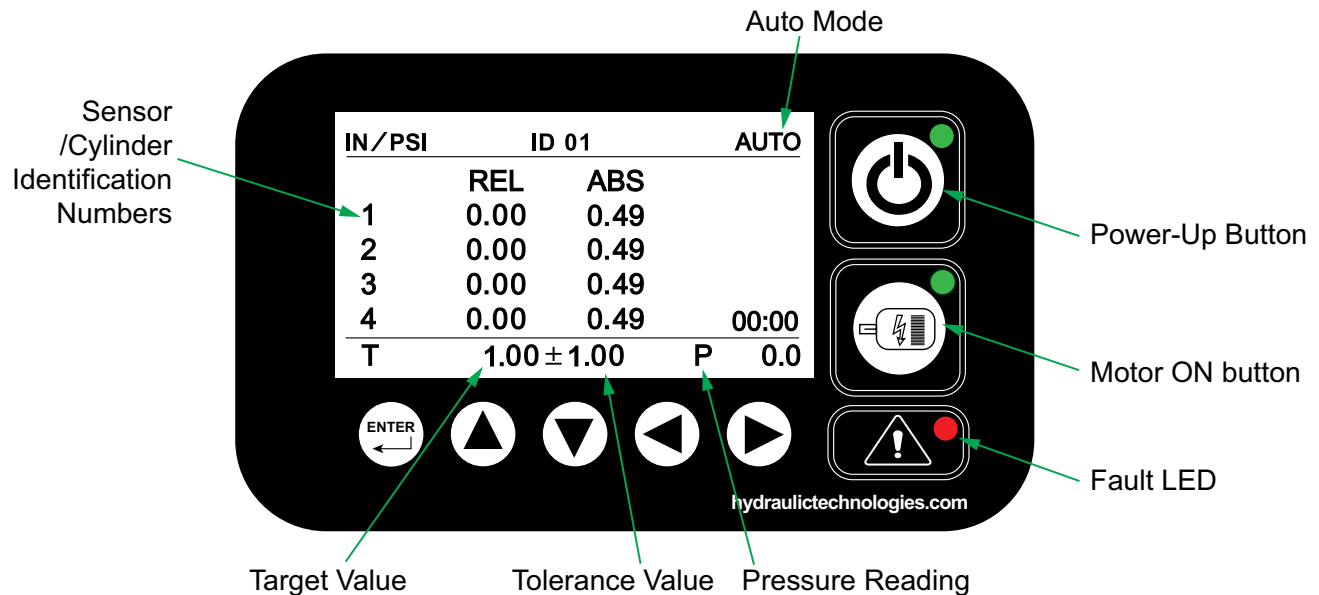 Auto Mode
Sensor
/Cylinder
Identification
Numbers
IN/PSI ID 01 AUTO
REL ABS
1 0.00 0.49
2 0.00 0.49
3 0.00 0.49
4 0.00 0.49 00:00
T 1.00±1.00 P 0.0
Power-Up Button
Motor ON button
ENTER
Fault LED
hydraulictechnologies.com
Target Value Tolerance Value Pressure Reading